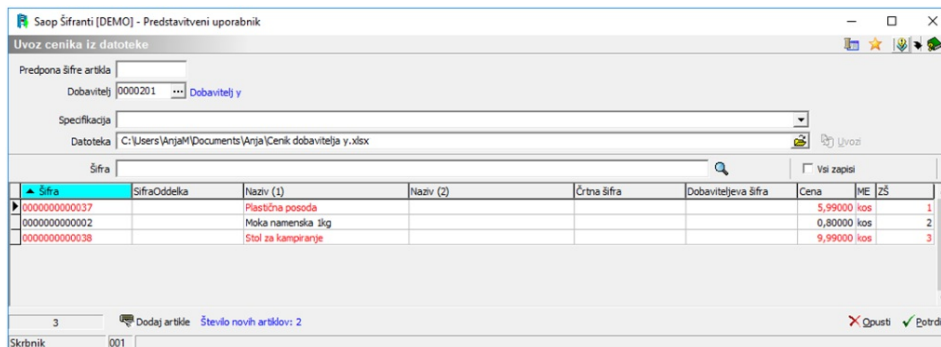 Saop Šifranti [DEMO] - Predstavitveni uporabnik
Uvoz cenika iz datoteke
Predpona šifre artikla
Dobavitelj 0000201 ... Dobavitelj y
Specifikacija
Datoteka C:\Users\AnjaM\Documents\Anja\Cenik dobavitelja y.xlsx Uvozi
Šifra Vsi zapisi
Šifra SifraOddelka Naziv (1) Naziv (2) Črtna šifra Dobaviteljeva šifra Cena ME ZŠ
0000000000037 Plastična posoda 5,99000 kos 1
0000000000002 Moka namenska 1kg 0,80000 kos 2
0000000000038 Stol za kampiranje 9,99000 kos 3
3 Dodaj artikle Število novih artiklov: 2 Opusti Potrdi
Skrbnik 001